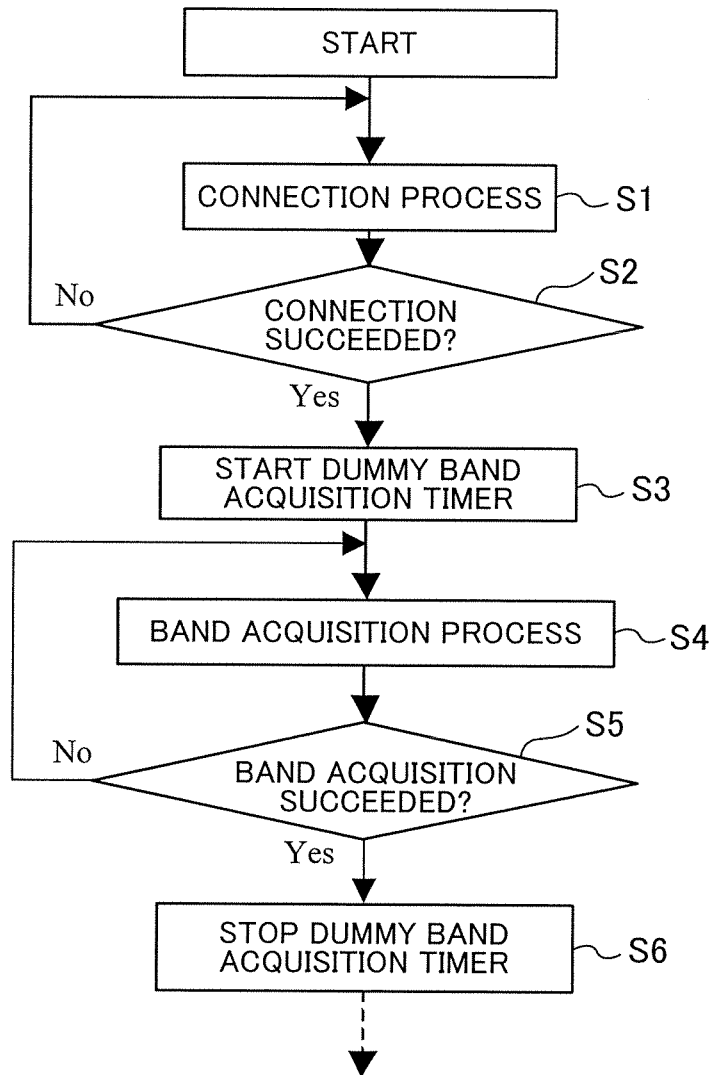 START
CONNECTION PROCESS
S1
S2
No
CONNECTION
SUCCEEDED?
Yes
START DUMMY BAND
ACQUISITION TIMER
S3
BAND ACQUISITION PROCESS
S4
S5
No
BAND ACQUISITION
SUCCEEDED?
Yes
STOP DUMMY BAND
ACQUISITION TIMER
S6